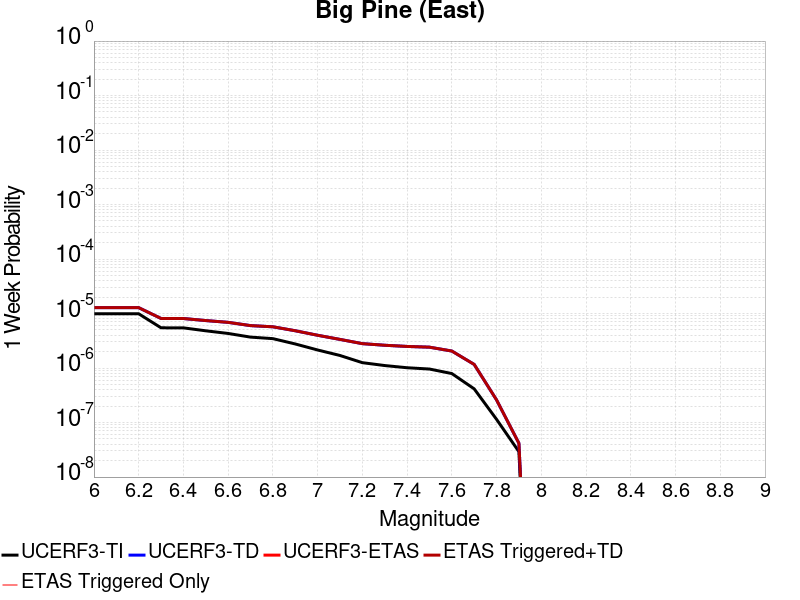 Big Pine (East)
10^0
10^-1
10^-2
10^-3
10^-4
10^-5
10^-6
10^-7
10^-8
1 Week Probability
6 6.2 6.4 6.6 6.8 7 7.2 7.4 7.6 7.8 8 8.2 8.4 8.6 8.8 9
Magnitude
UCERF3-TI UCERF3-TD UCERF3-ETAS ETAS Triggered+TD
ETAS Triggered Only